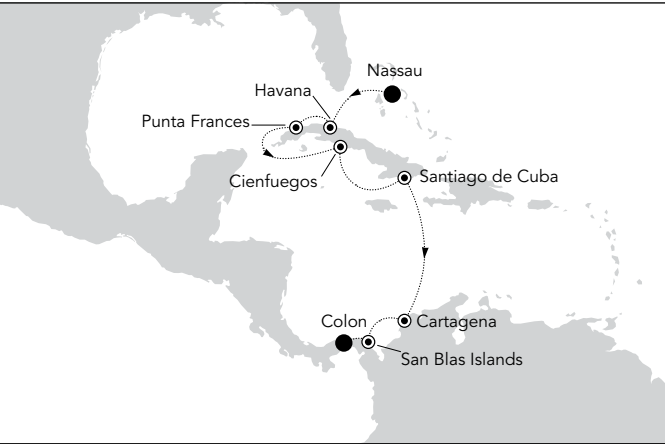 Nassau
Havana
Punta Frances
Cienfuegos
Santiago de Cuba
Colon
Cartagena
San Blas Islands